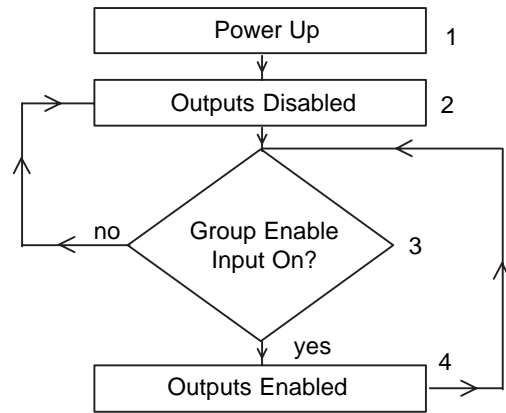 Power Up
1
Outputs Disabled
2
no
Group Enable
Input On?
3
yes
4
Outputs Enabled